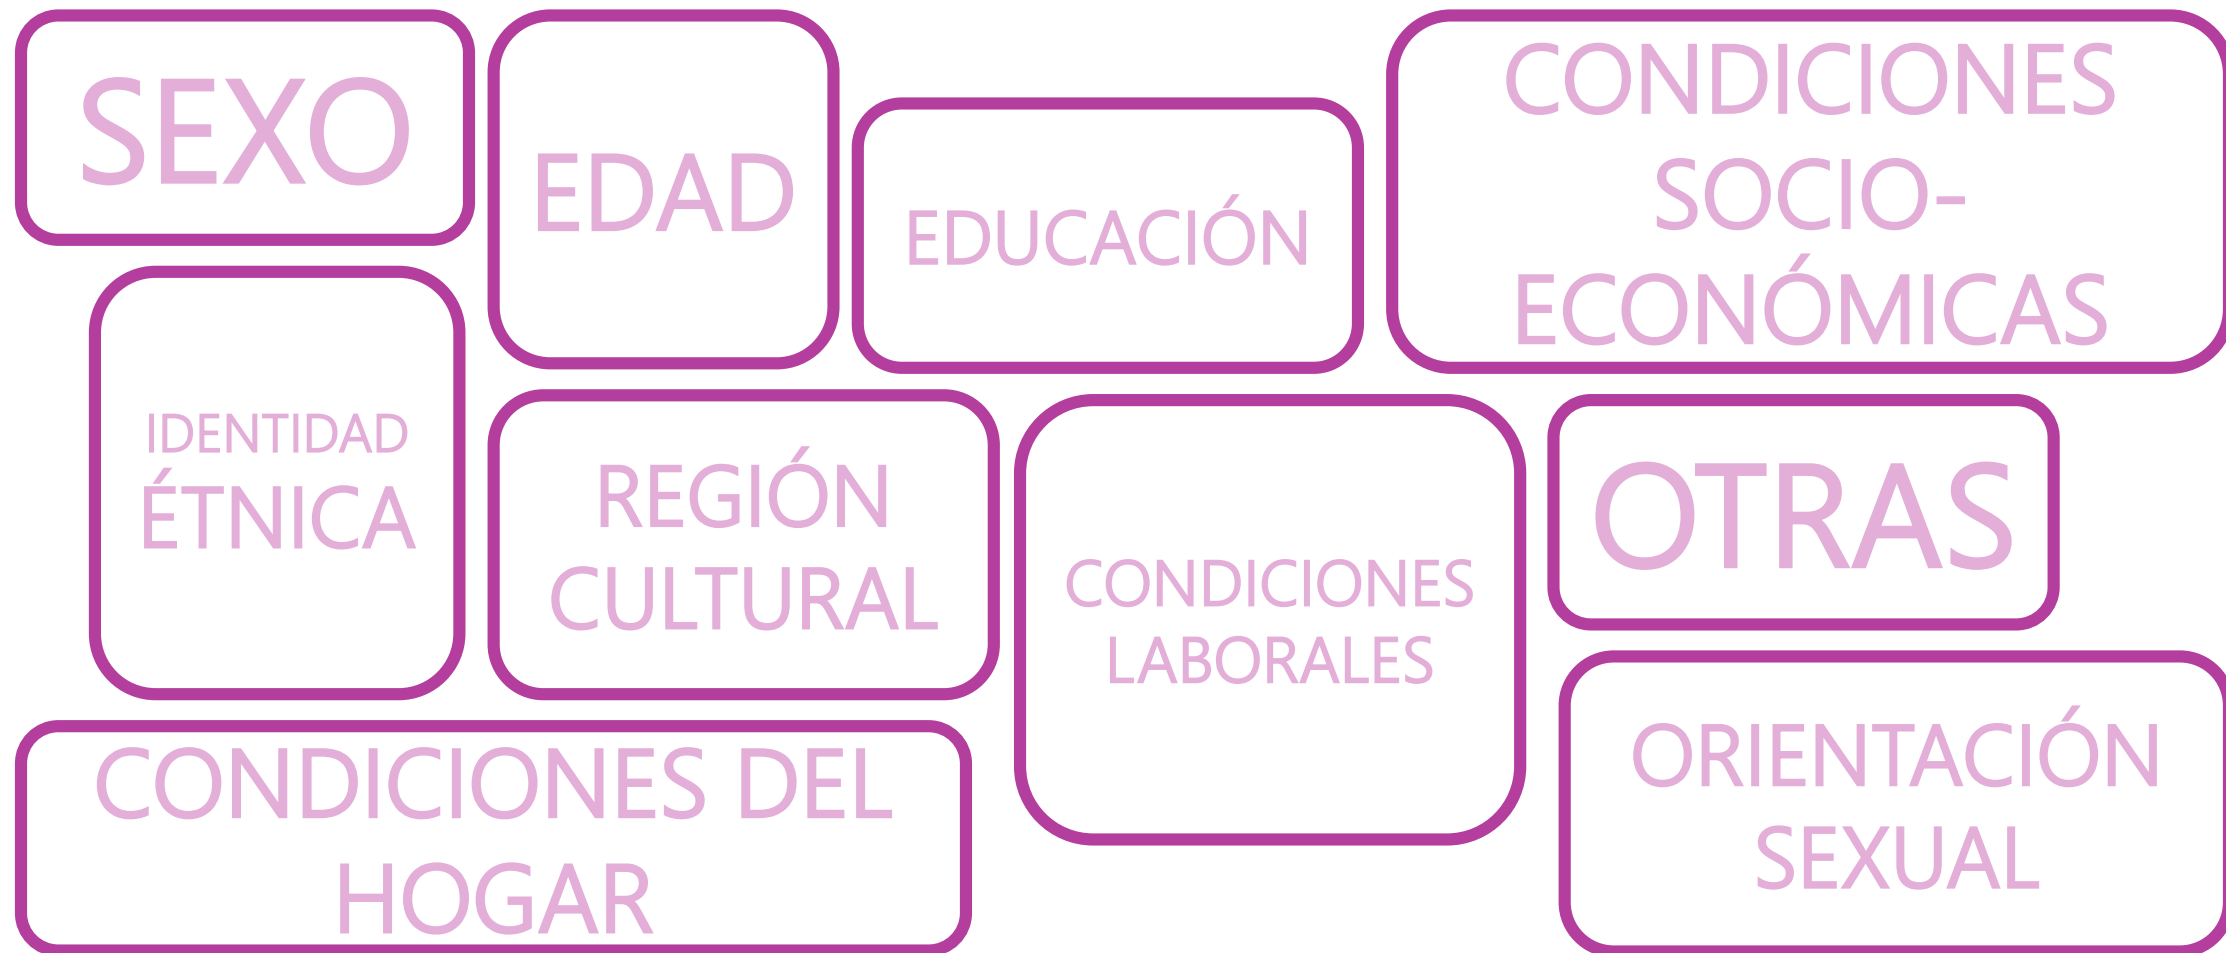 SEXO
EDAD
EDUCACIÓN
CONDICIONES
SOCIO-
ECONÓMICAS
IDENTIDAD
ÉTNICA
REGIÓN
CULTURAL
CONDICIONES
LABORALES
OTRAS
CONDICIONES DEL
HOGAR
ORIENTACIÓN
SEXUAL